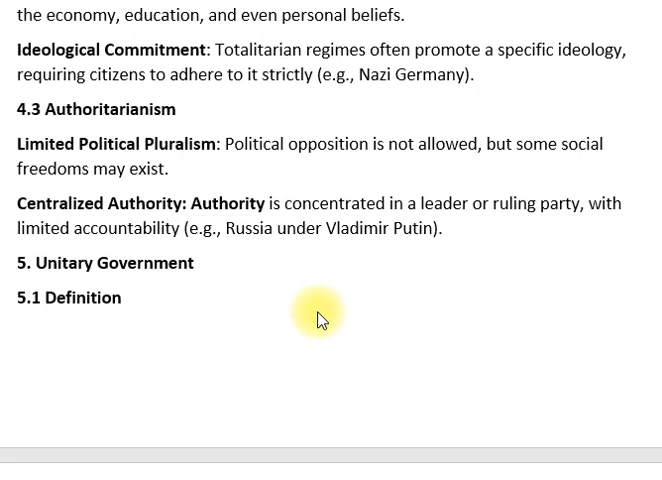 the economy, education, and even personal beliefs.
Ideological Commitment: Totalitarian regimes often promote a specific ideology,
requiring citizens to adhere to it strictly (e.g., Nazi Germany).
4.3 Authoritarianism
Limited Political Pluralism: Political opposition is not allowed, but some social
freedoms may exist.
Centralized Authority: Authority is concentrated in a leader or ruling party, with
limited accountability (e.g., Russia under Vladimir Putin).
5. Unitary Government
5.1 Definition